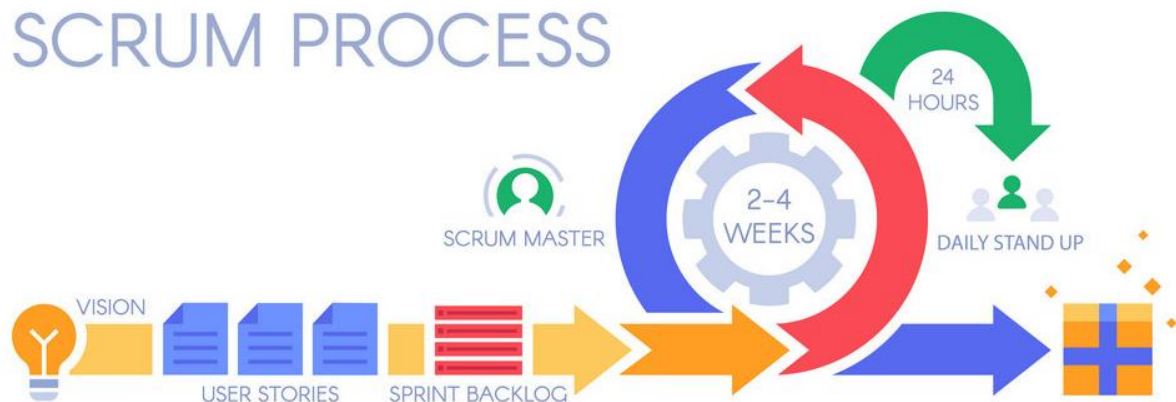 SCRUM PROCESS
24
HOURS
2-4
WEEKS
SCRUM MASTER
DAILY STAND UP
VISION
USER STORIES
SPRINT BACKLOG